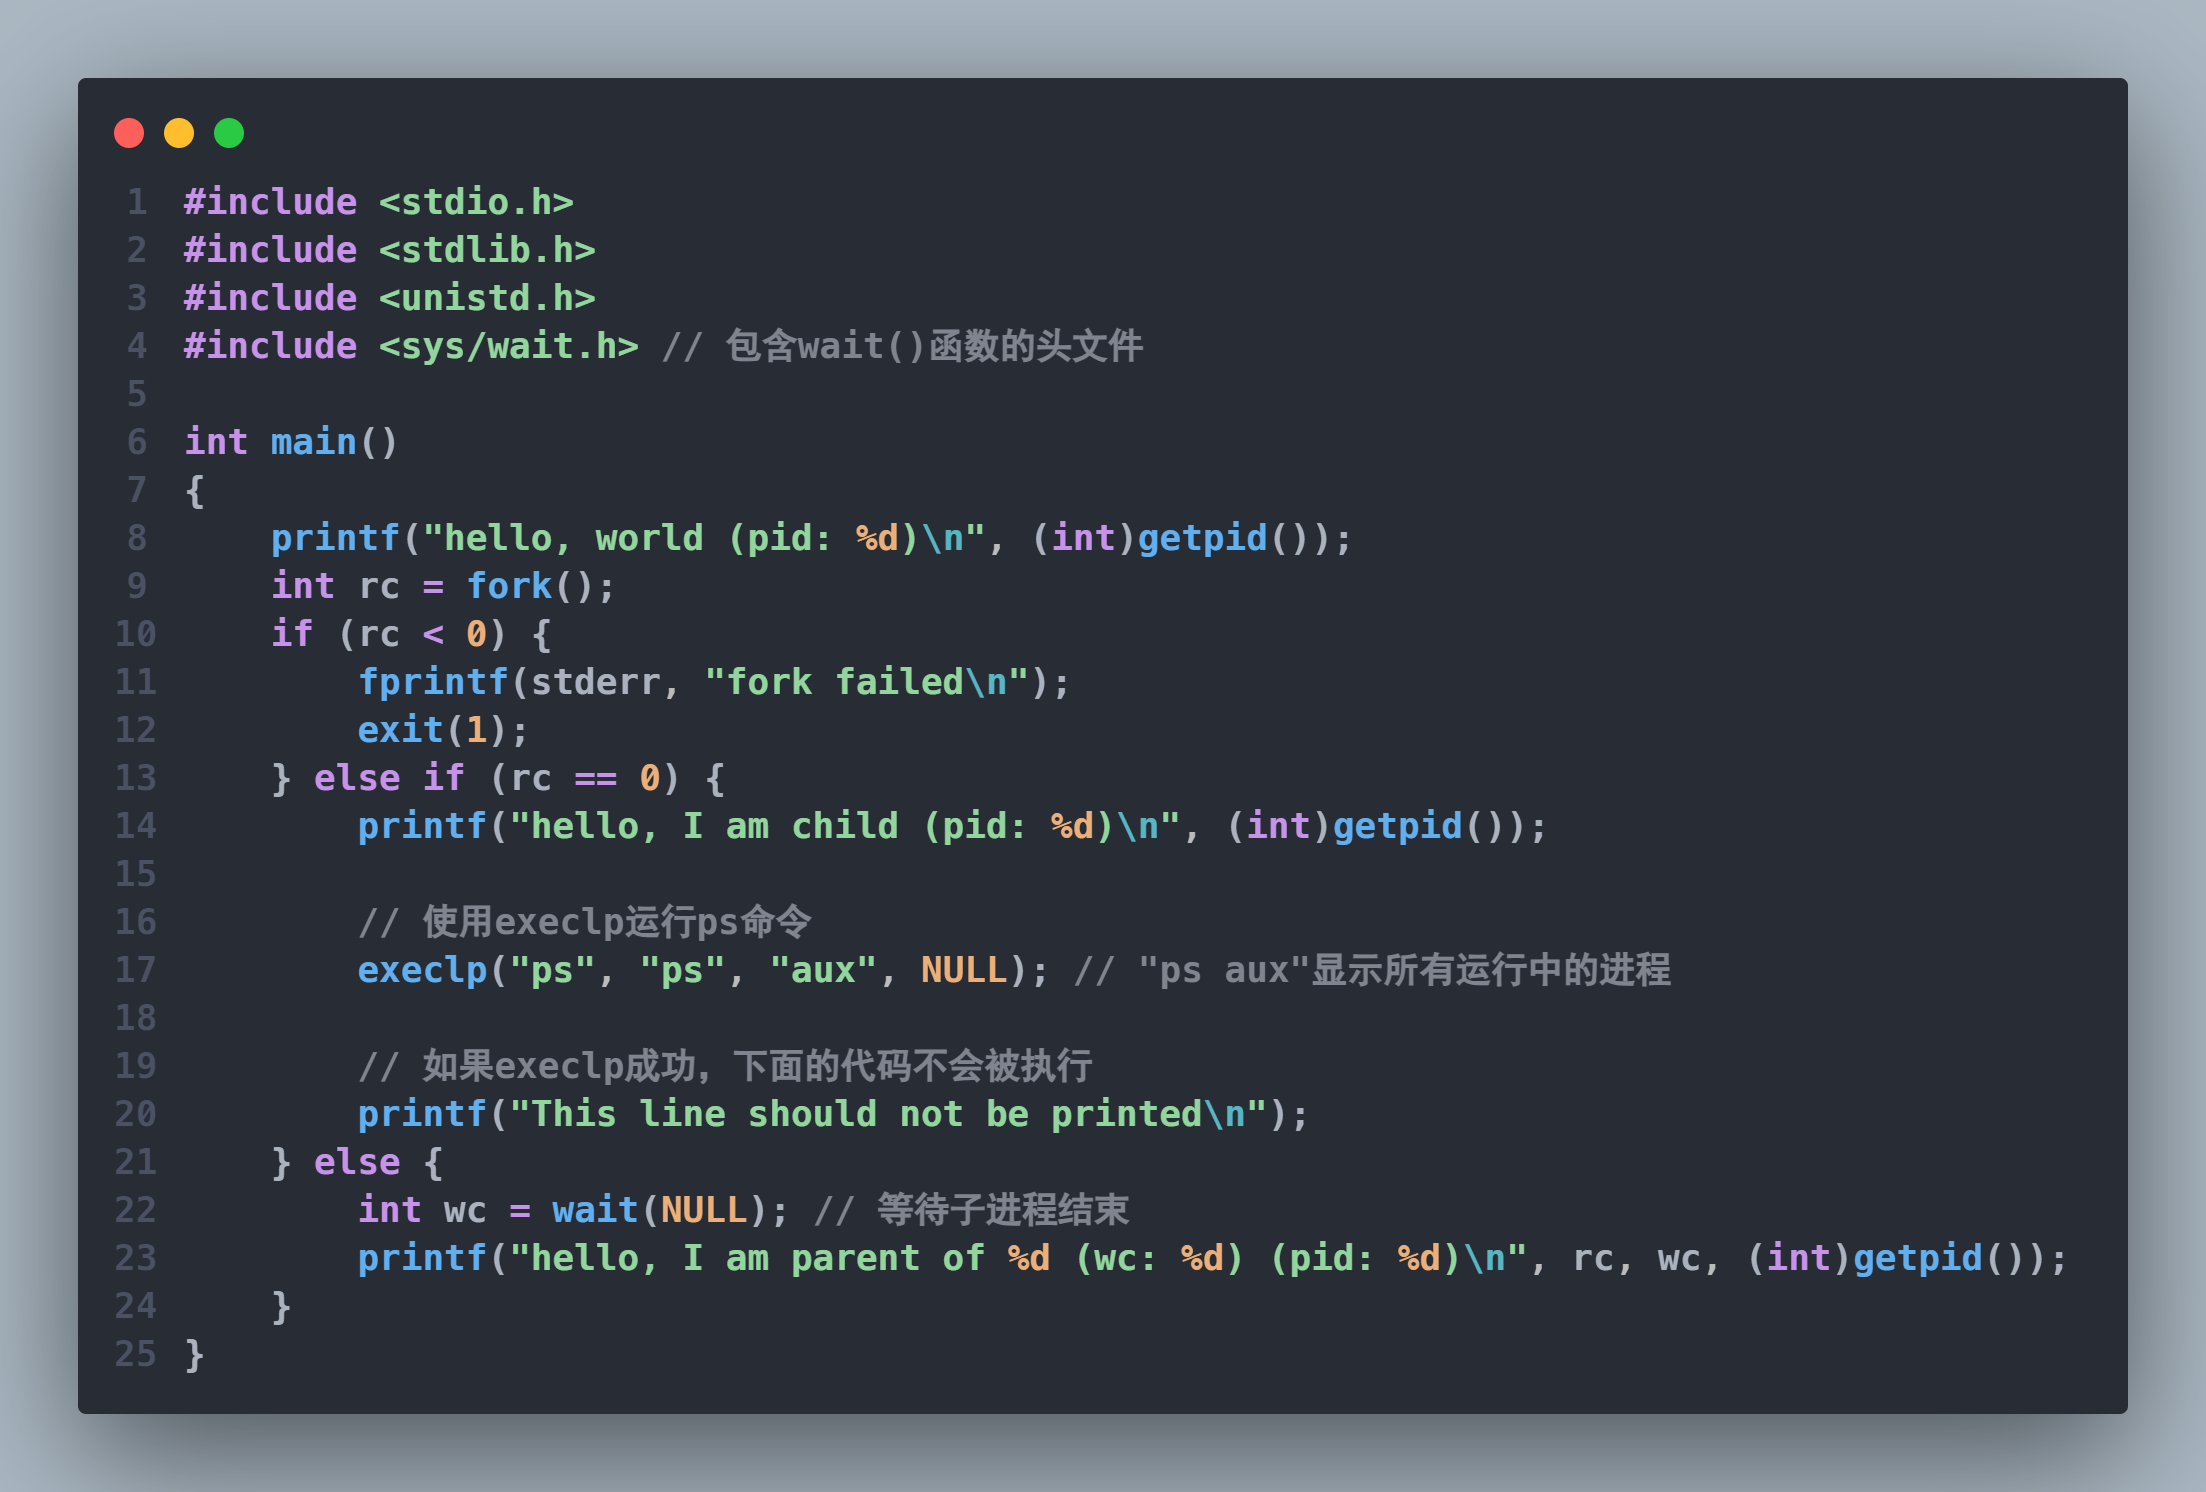 1 #include <stdio.h>
2 #include <stdlib.h>
3 #include <unistd.h>
4 #include <sys/wait.h> // 包含wait()函数的头文件
5
6 int main()
7 {
8     printf("hello, world (pid: %d)\n", (int)getpid());
9     int rc = fork();
10     if (rc < 0) {
11         fprintf(stderr, "fork failed\n");
12         exit(1);
13     } else if (rc == 0) {
14         printf("hello, I am child (pid: %d)\n", (int)getpid());
15
16         // 使用execlp运行ps命令
17         execlp("ps", "ps", "aux", NULL); // "ps aux"显示所有运行中的进程
18
19         // 如果execlp成功，下面的代码不会被执行
20         printf("This line should not be printed\n");
21     } else {
22         int wc = wait(NULL); // 等待子进程结束
23         printf("hello, I am parent of %d (wc: %d) (pid: %d)\n", rc, wc, (int)getpid());
24     }
25 }